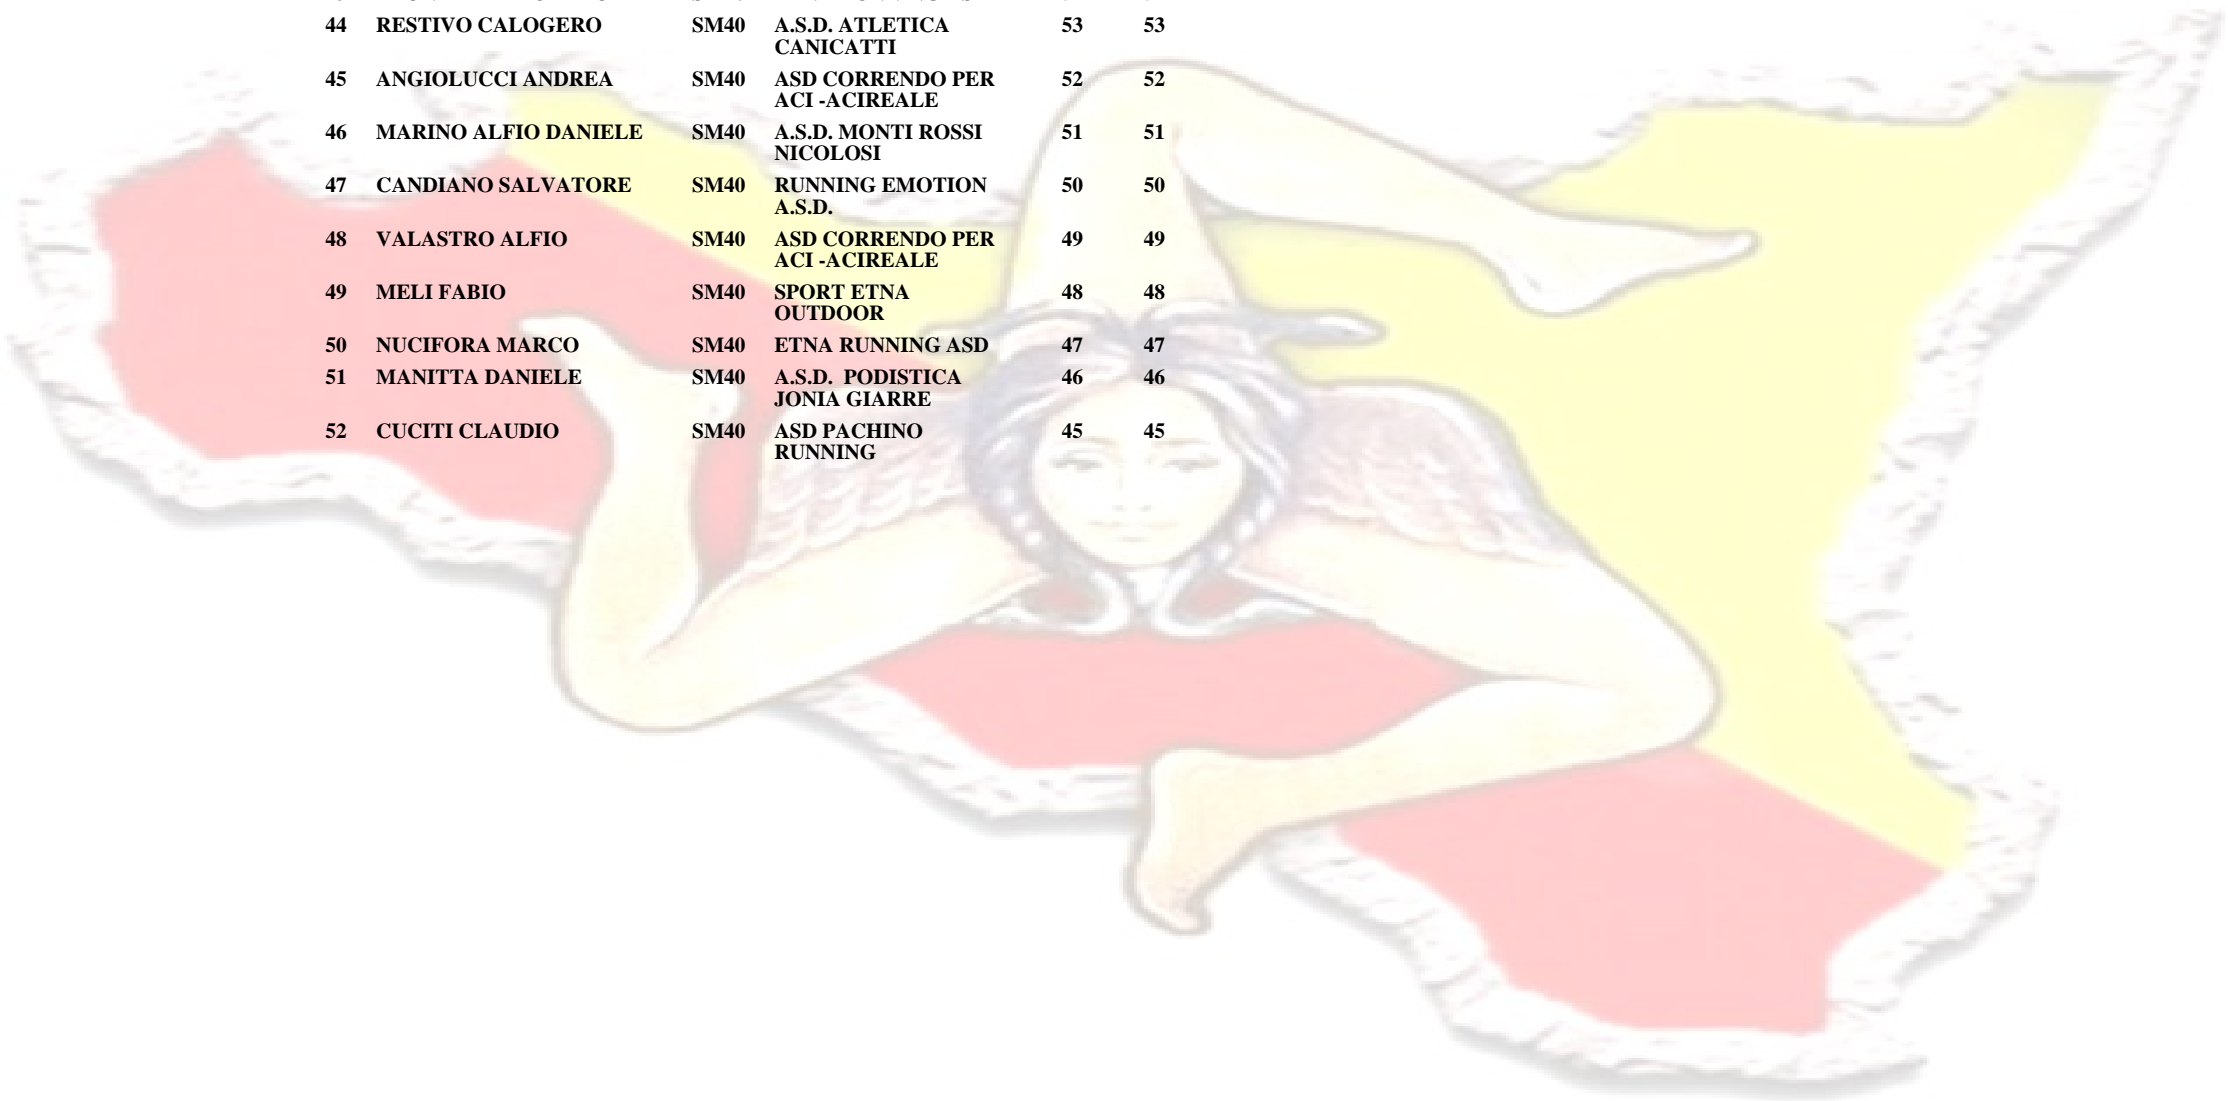 44 RESTIVO CALOGERO SM40 A.S.D. ATLETICA 53 53
CANICATTI
45 ANGIOLUCCI ANDREA SM40 ASD CORRENDO PER 52 52
ACI -ACIREALE
46 MARINO ALFIO DANIELE SM40 A.S.D. MONTI ROSSI 51 51
NICOLOSI
47 CANDIANO SALVATORE SM40 RUNNING EMOTION 50 50
A.S.D.
48 VALASTRO ALFIO SM40 ASD CORRENDO PER 49 49
ACI -ACIREALE
49 MELI FABIO SM40 SPORT ETNA 48 48
OUTDOOR
50 NUCIFORA MARCO SM40 ETNA RUNNING ASD 47 47
51 MANITTA DANIELE SM40 A.S.D. PODISTICA 46 46
JONIA GIARRE
52 CUCITI CLAUDIO SM40 ASD PACHINO 45 45
RUNNING